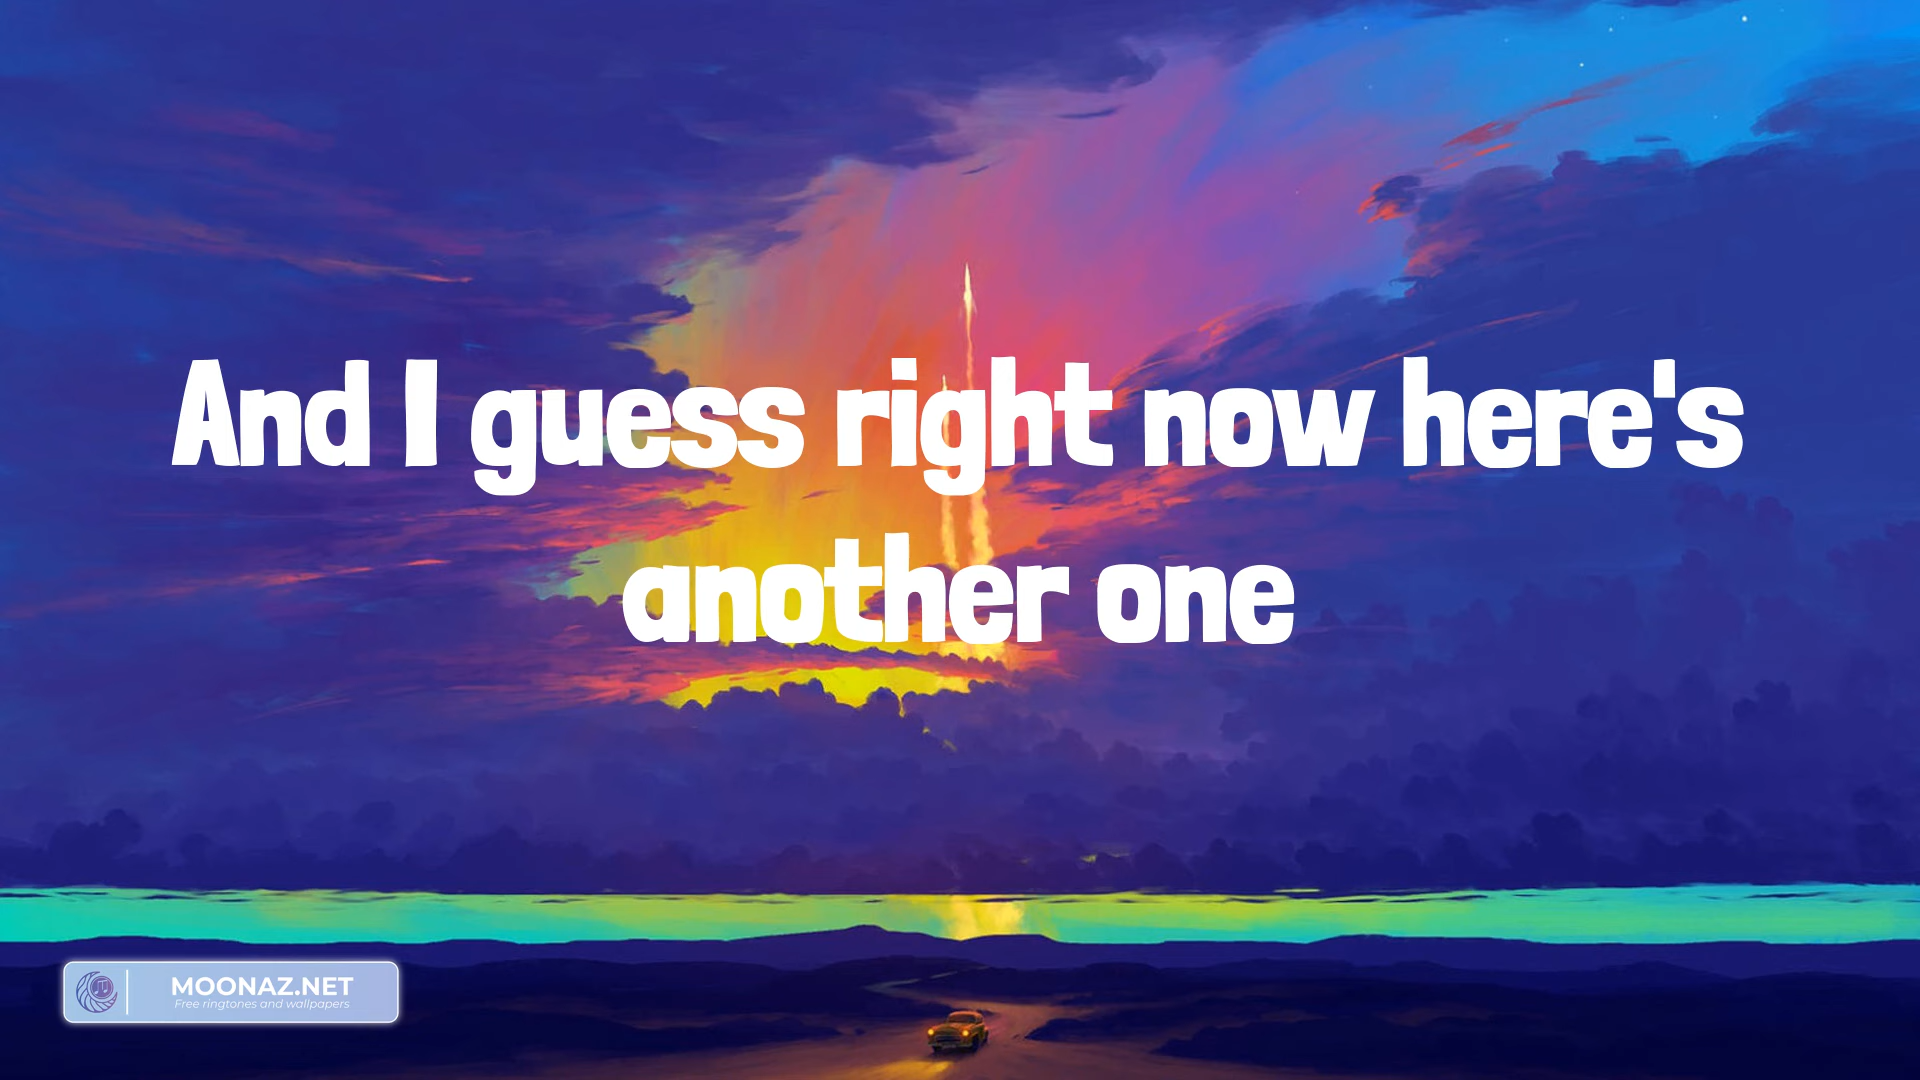 And I guess right now here's
another one
MOONAZ.NET
Free ringtones and wallpapers